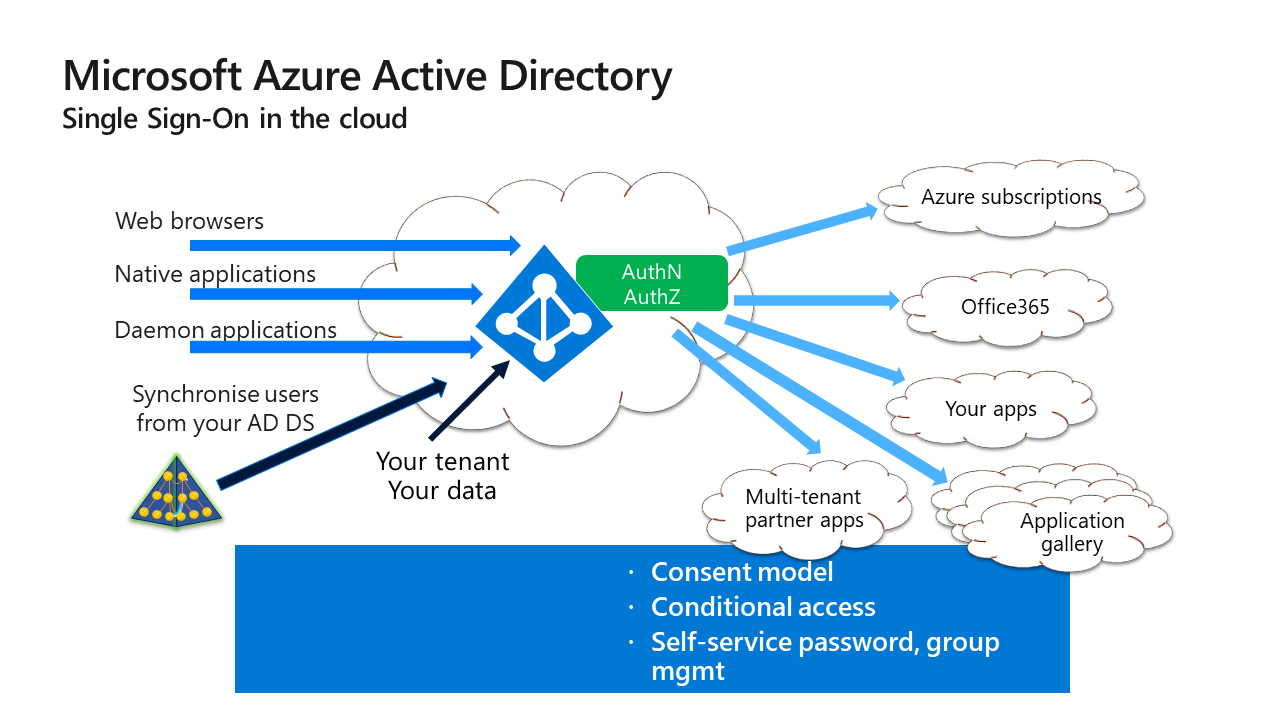 Microsoft Azure Active Directory
Single Sign-On in the cloud
Web browsers
Native applications
Daemon applications
Synchronise users
from your AD DS
Your tenant
Your data
AuthN
AuthZ
Azure subscriptions
Office365
Your apps
Multi-tenant
partner apps
Application
gallery
· Consent model
· Conditional access
· Self-service password, group
mgmt